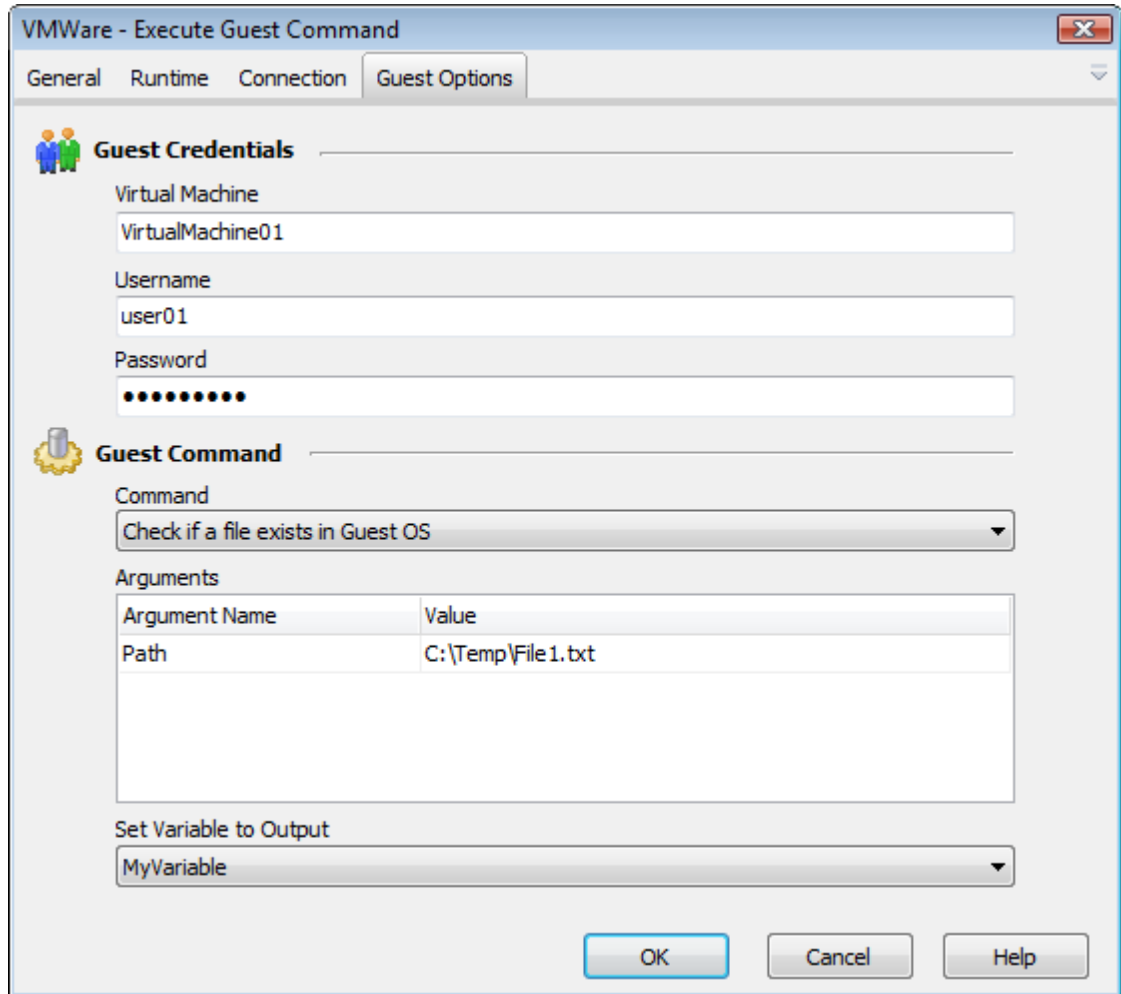 VMWare - Execute Guest Command
General Runtime Connection Guest Options
Guest Credentials
Virtual Machine
VirtualMachine01
Username
user01
Password
•••••••••
Guest Command
Command
Check if a file exists in Guest OS
Arguments
Argument Name Value
Path C:\Temp\File1.txt
Set Variable to Output
MyVariable
OK Cancel Help